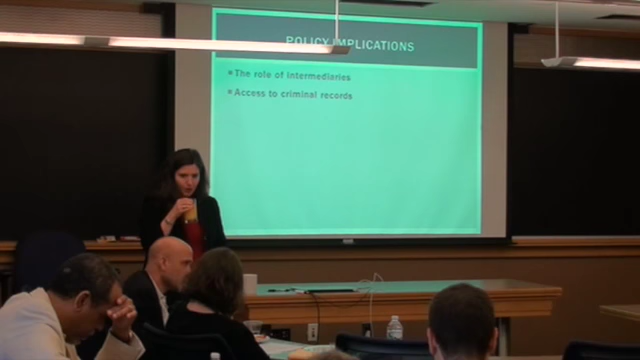 POLICY IMPLICATIONS
The role of Intermediaries
Access to criminal records